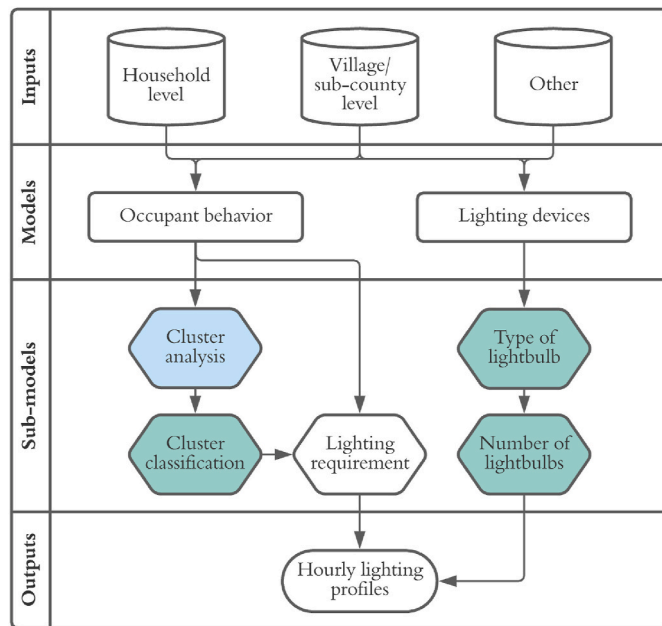 Inputs
Household
level
Village/
sub-county
level
Other
Models
Occupant behavior
Lighting devices
Sub-models
Cluster
analysis
Type of
lightbulb
Cluster
classification
Lighting
requirement
Number of
lightbulbs
Outputs
Hourly lighting
profiles